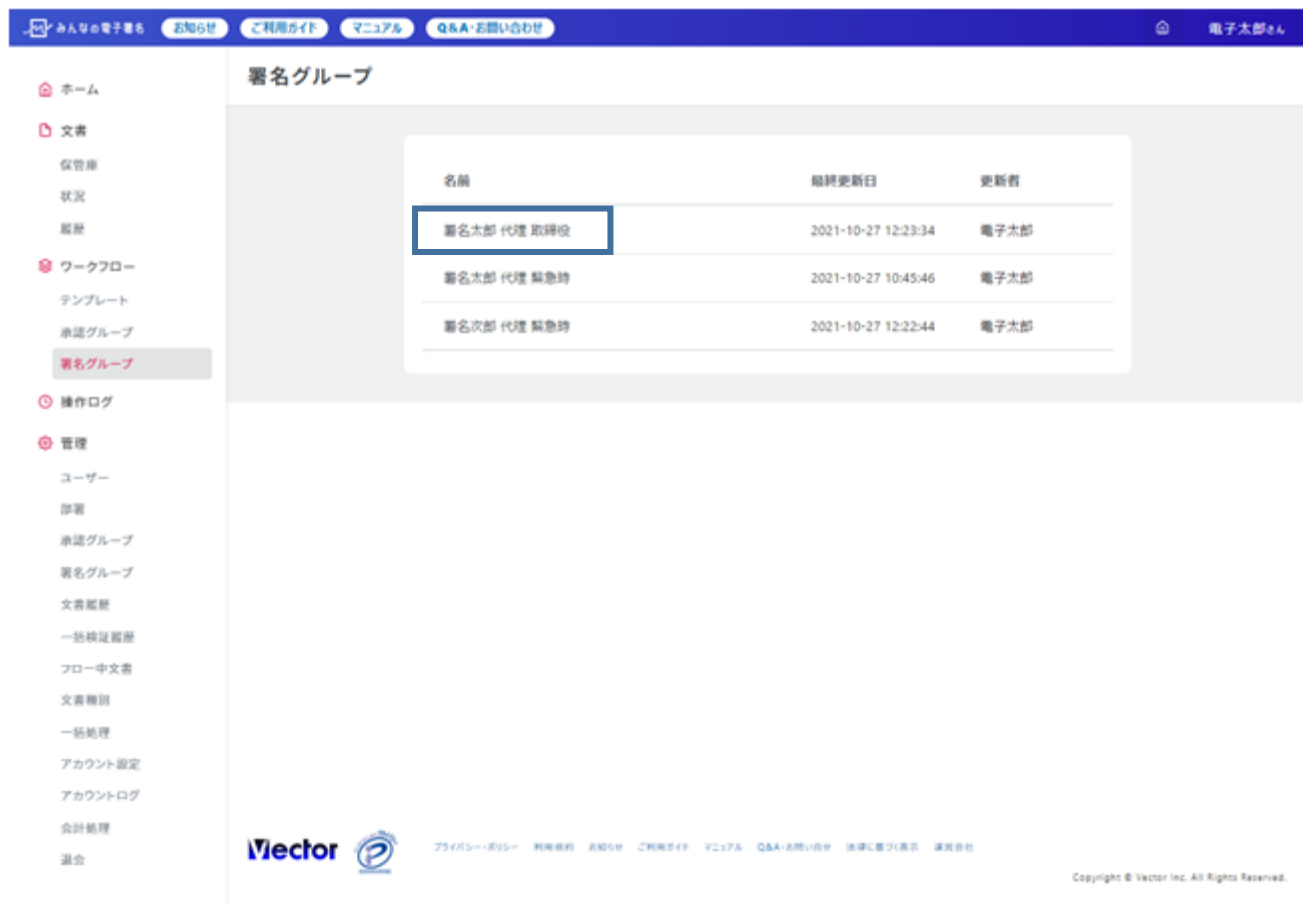 みんなの電子署名 お知らせ ご利用ガイド マニュアル Q&A・お問い合わせ 電子太郎さん
ホーム
文書
保管庫
状況
履歴
ワークフロー
テンプレート
承認グループ
署名グループ
操作ログ
管理
ユーザー
部署
承認グループ
署名グループ
文書履歴
一括検証履歴
フロー中文書
文書種別
一括処理
アカウント設定
アカウントログ
会計処理
退会
署名グループ
名前 最終更新日 更新者
署名太郎 代理 取締役 2021-10-27 12:23:34 電子太郎
署名太郎 代理 緊急時 2021-10-27 10:45:46 電子太郎
署名次郎 代理 緊急時 2021-10-27 12:22:44 電子太郎
Vector プライバシー・ポリシー 利用規約 お知らせ ご利用ガイド マニュアル Q&A・お問い合せ 法律に基づく表示 運営会社
Copyright © Vector Inc. All Rights Reserved.